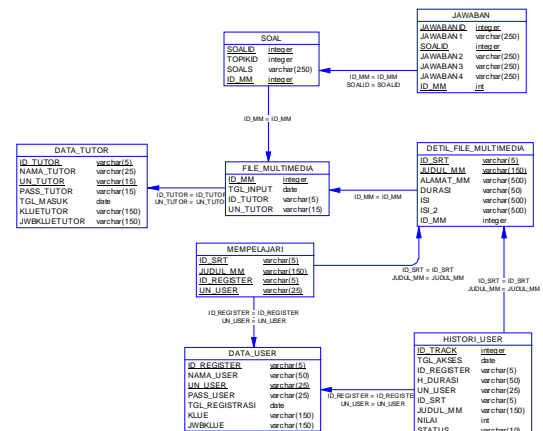 JAWABAN
JAWABANID integer
JAWABAN1 varchar(250)
SOALID integer
JAWABAN2 varchar(250)
JAWABAN3 varchar(250)
JAWABAN4 varchar(250)
ID_MM int
SOAL
SOALID integer
TOPIKID integer
SOALS varchar(250)
ID_MM integer
ID_MM = ID_MM
SOALID = SOALID
ID_MM = ID_MM
DATA_TUTOR
ID_TUTOR varchar(5)
NAMA_TUTOR varchar(25)
UN_TUTOR varchar(15)
PASS_TUTOR varchar(15)
TGL_MASUK date
KLUETUTOR varchar(150)
JWBKLUETUTOR varchar(150)
ID_TUTOR = ID_TUTOR
UN_TUTOR = UN_TUTOR
FILE_MULTIMEDIA
ID_MM integer
TGL_INPUT date
ID_TUTOR varchar(5)
UN_TUTOR varchar(15)
ID_MM = ID_MM
DETIL_FILE_MULTIMEDIA
ID_SRT varchar(5)
JUDUL_MM varchar(150)
ALAMAT_MM varchar(500)
DURASI varchar(50)
ISI varchar(500)
ISI_2 varchar(500)
ID_MM integer
MEMPELAJARI
ID_SRT varchar(5)
JUDUL_MM varchar(150)
ID_REGISTER varchar(5)
UN_USER varchar(25)
ID_SRT = ID_SRT
JUDUL_MM = JUDUL_MM
ID_SRT = ID_SRT
JUDUL_MM = JUDUL_MM
ID_REGISTER = ID_REGISTER
UN_USER = UN_USER
DATA_USER
ID_REGISTER varchar(5)
NAMA_USER varchar(50)
UN_USER varchar(25)
PASS_USER varchar(25)
TGL_REGISTRASI date
KLUE varchar(150)
JWBKLUE varchar(150)
ID_REGISTER = ID_REGISTE
UN_USER = UN_USER
HISTORI_USER
ID_TRACK integer
TGL_AKSES date
ID_REGISTER varchar(5)
H_DURASI varchar(50)
UN_USER varchar(25)
ID_SRT varchar(5)
JUDUL_MM varchar(150)
NILAI int
STATUS varchar(10)